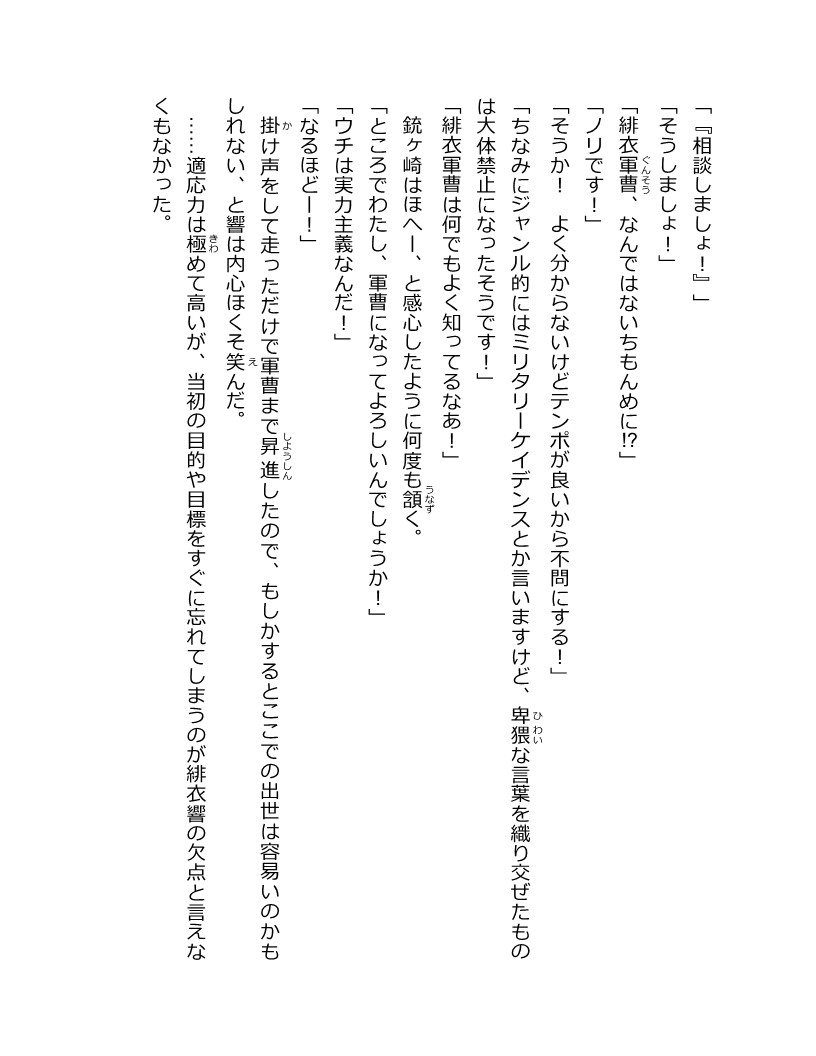 「『相談しましょ！』」
「そうしましょ！」
「緋衣軍曹、なんではないちもんめに!?」
「ノリです！」
「そうか！　よく分からないけどテンポが良いから不問にする！」
「ちなみにジャンル的にはミリタリーケイデンスとか言いますけど、卑猥な言葉を織り交ぜたもの
は大体禁止になったそうです！」
「緋衣軍曹は何でもよく知ってるなあ！」
　銃ヶ崎はほへー、と感心したように何度も頷く。
「ところでわたし、軍曹になってよろしいんでしょうか！」
「ウチは実力主義なんだ！」
「なるほどー！」
　掛け声をして走っただけで軍曹まで昇進したので、もしかするとここでの出世は容易いのかも
しれない、と響は内心ほくそ笑んだ。
　……適応力は極めて高いが、当初の目的や目標をすぐに忘れてしまうのが緋衣響の欠点と言えな
くもなかった。